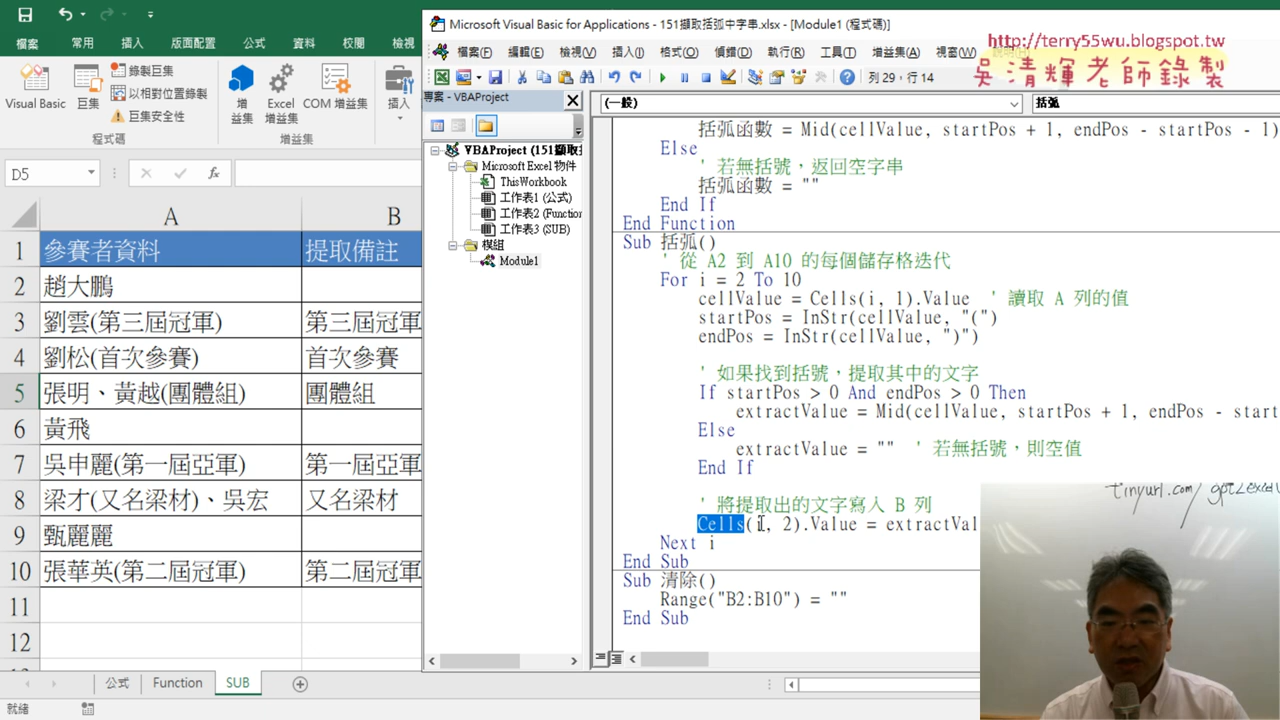 檔案 常用 插入 版面配置 公式 資料 校閱 檢視
Visual Basic 巨集 錄製巨集 以相對位置錄製 巨集安全性 增益集 Excel 增益集 COM 增益集 插入
程式碼 增益集
D5 fx
A B
1 參賽者資料 提取備註
2 趙大鵬
3 劉雲(第三屆冠軍) 第三屆冠軍
4 劉松(首次參賽) 首次參賽
5 張明、黃越(團體組) 團體組
6 黃飛
7 吳申麗(第一屆亞軍) 第一屆亞軍
8 梁才(又名梁材)、吳宏 又名梁材
9 甄麗麗
10 張華英(第二屆冠軍) 第二屆冠軍
11
12
公式 Function SUB
就緒
Microsoft Visual Basic for Applications - 151擷取括弧中字串.xlsx - [Module1 (程式碼)]
檔案(F) 編輯(E) 檢視(V) 插入(I) 格式(O) 偵錯(D) 執行(R) 工具(T) 增益集(A) 視窗(W)
列 29，行 14
http://terry55wu.blogspot.tw
吳清輝老師錄製
專案 - VBAProject
VBAProject (151擷取
Microsoft Excel 物件
ThisWorkbook
工作表1 (公式)
工作表2 (Function
工作表3 (SUB)
模組
Module1
(一般) 括弧
括弧函數 = Mid(cellValue, startPos + 1, endPos - startPos - 1)
Else
' 若無括號，返回空字串
括弧函數 = ""
End If
End Function
Sub 括弧()
' 從 A2 到 A10 的每個儲存格迭代
For i = 2 To 10
cellValue = Cells(i, 1).Value ' 讀取 A 列的值
startPos = InStr(cellValue, "(")
endPos = InStr(cellValue, ")")
' 如果找到括號，提取其中的文字
If startPos > 0 And endPos > 0 Then
extractValue = Mid(cellValue, startPos + 1, endPos - start
Else
extractValue = "" ' 若無括號，則空值
End If
' 將提取出的文字寫入 B 列
Cells(i, 2).Value = extractVal
Next i
End Sub
Sub 清除()
Range("B2:B10") = ""
End Sub
tinyurl.com/gpt2excel